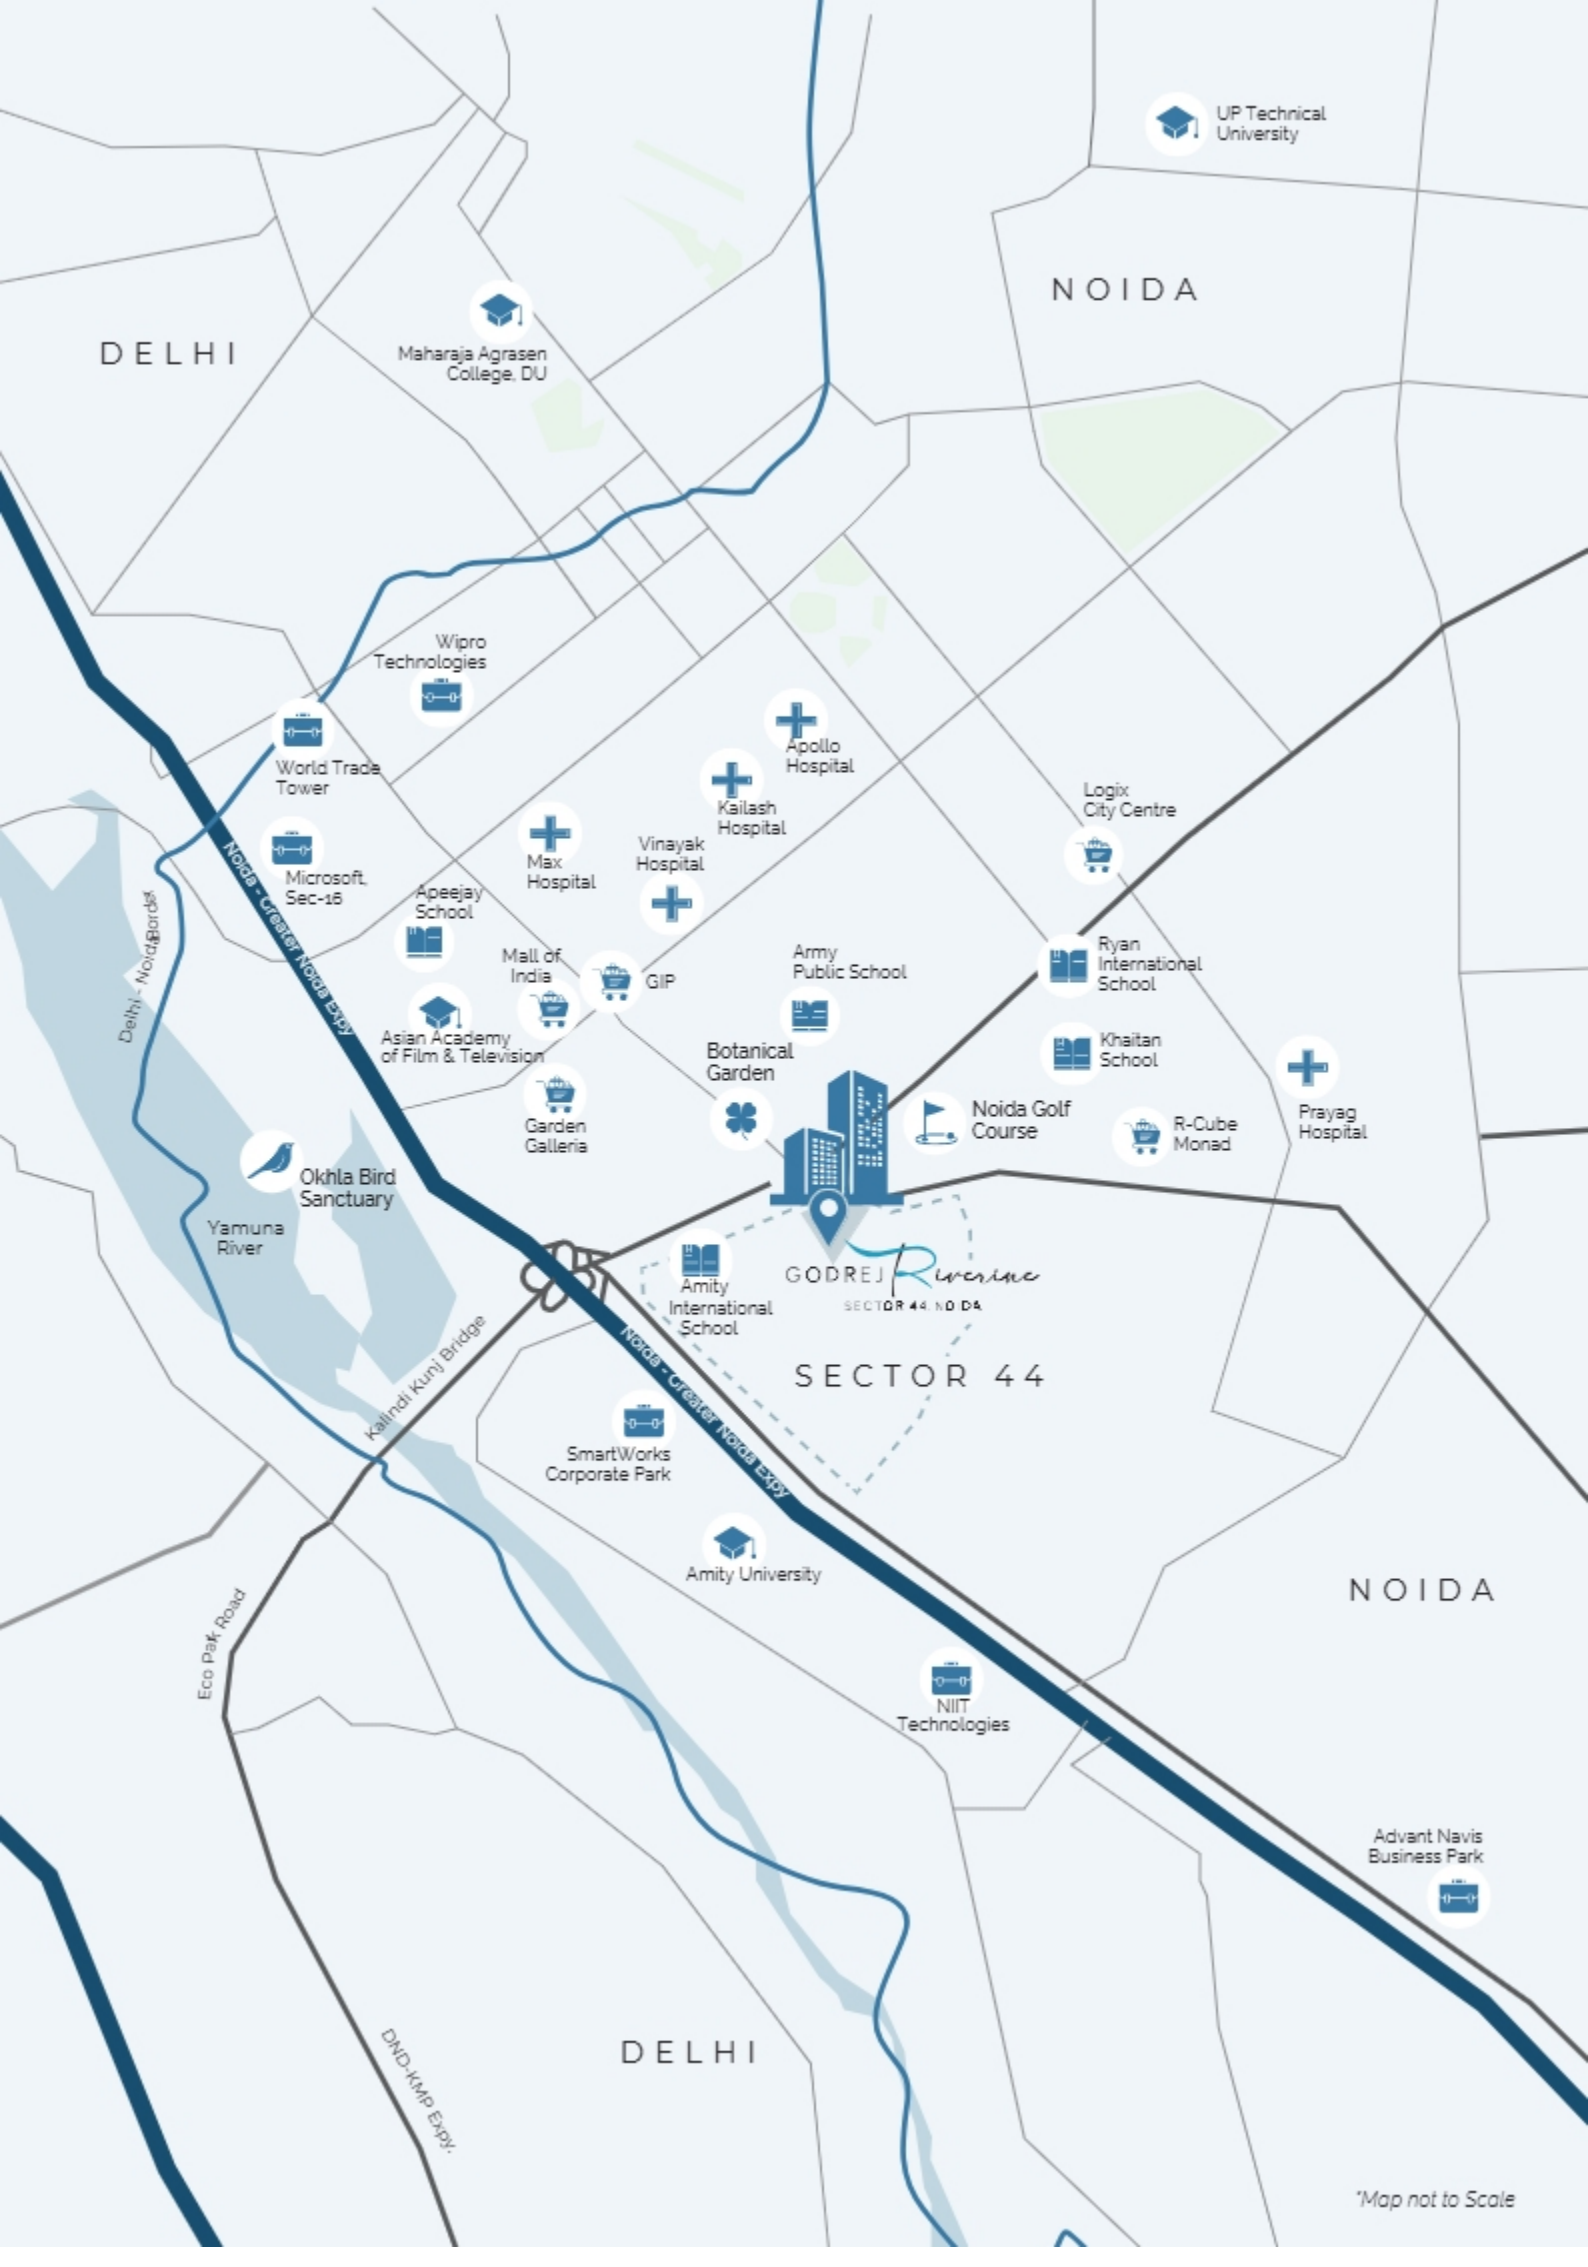 UP Technical
University
NOIDA
DELHI
Maharaja Agrasen
College, DU
Wipro
Technologies
World Trade
Tower
Apollo
Hospital
Kailash
Hospital
Logix
City Centre
Microsoft,
Sec-16
Max
Hospital
Vinayak
Hospital
Apeejay
School
Noida - Greater Noida Expy
Delhi - Noida Border
Mall of
India
GIP
Army
Public School
Ryan
International
School
Asian Academy
of Film & Television
Botanical
Garden
Khaitan
School
Garden
Galleria
Noida Golf
Course
R-Cube
Monad
Prayag
Hospital
Okhla Bird
Sanctuary
Yamuna
River
Amity
International
School
GODREJ Riverine
SECTOR 44, NOIDA
Kalindi Kunj Bridge
Noida - Greater Noida Expy
SECTOR 44
SmartWorks
Corporate Park
Amity University
NOIDA
Eco Park Road
NIIT
Technologies
Advant Navis
Business Park
DELHI
DND-KMP Expy.
*Map not to Scale